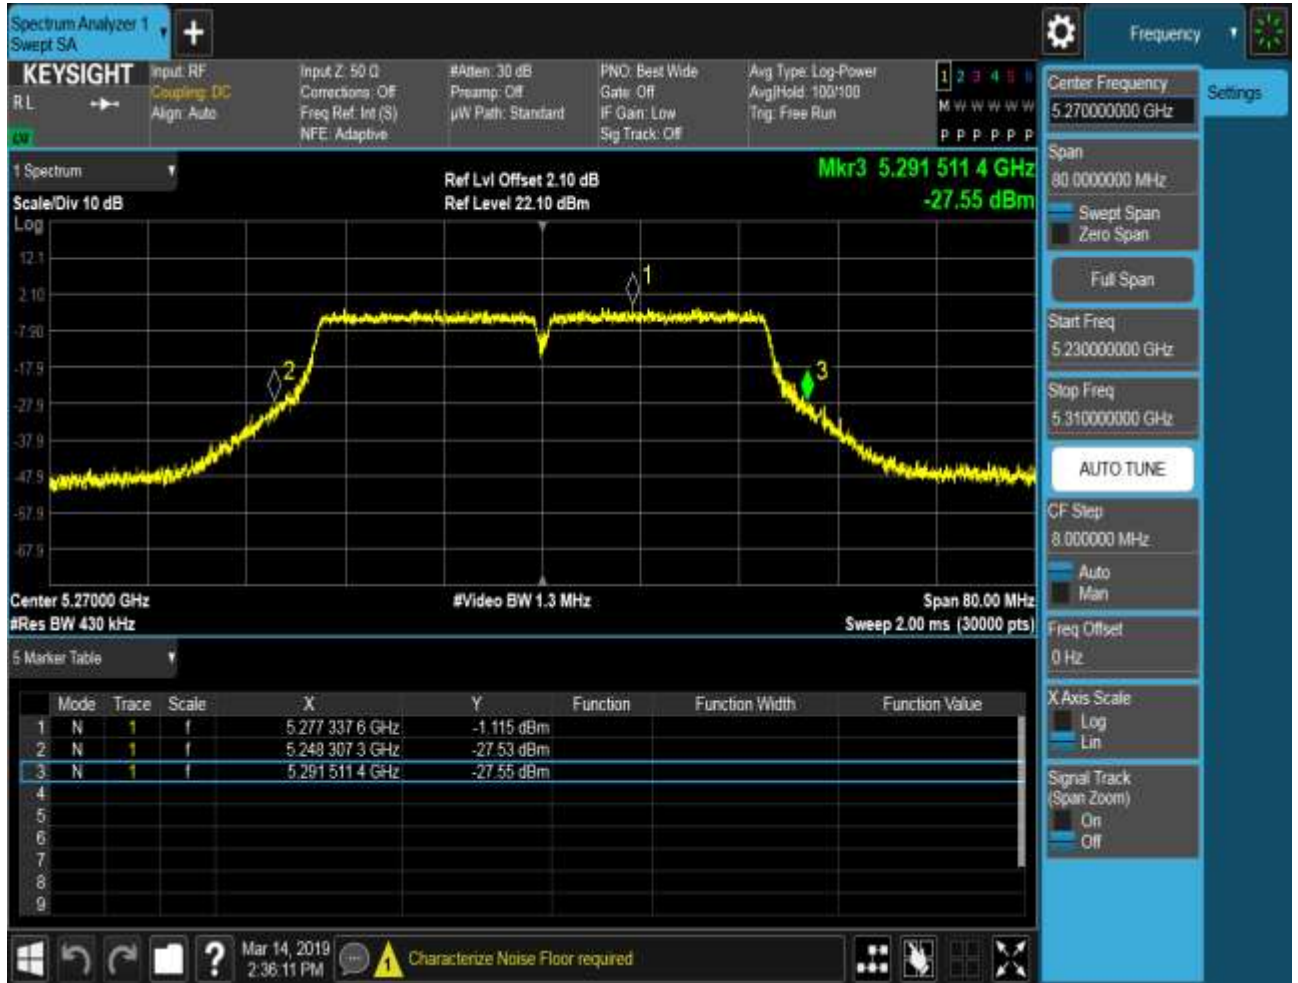 Spectrum Analyzer 1
Swept SA
+
Frequency
KEYSIGHT
RL
Input: RF
Coupling: DC
Align: Auto
Input Z: 50 Ω
Corrections: Off
Freq Ref: Int (S)
NFE: Adaptive
#Atten: 30 dB
Preamp: Off
µW Path: Standard
PNO: Best Wide
Gate: Off
IF Gain: Low
Sig Track: Off
Avg Type: Log-Power
Avg|Hold: 100/100
Trig: Free Run
1 2 3 4 5 6
M W W W W W
P P P P P P
1 Spectrum
Scale/Div 10 dB
Ref Lvl Offset 2.10 dB
Ref Level 22.10 dBm
Mkr3 5.291 511 4 GHz
-27.55 dBm
Log
12.1
2.10
-7.90
-17.9
-27.9
-37.9
-47.9
-57.9
-67.9
1
2
3
Center 5.27000 GHz
#Res BW 430 kHz
#Video BW 1.3 MHz
Span 80.00 MHz
Sweep 2.00 ms (30000 pts)
5 Marker Table
Mode Trace Scale X Y Function Function Width Function Value
1 N 1 f 5.277 337 6 GHz -1.115 dBm
2 N 1 f 5.248 307 3 GHz -27.53 dBm
3 N 1 f 5.291 511 4 GHz -27.55 dBm
4
5
6
7
8
9
Mar 14, 2019
2:36:11 PM
1
Characterize Noise Floor required
Center Frequency
5.270000000 GHz
Settings
Span
80.0000000 MHz
Swept Span
Zero Span
Full Span
Start Freq
5.230000000 GHz
Stop Freq
5.310000000 GHz
AUTO TUNE
CF Step
8.000000 MHz
Auto
Man
Freq Offset
0 Hz
X Axis Scale
Log
Lin
Signal Track
(Span Zoom)
On
Off